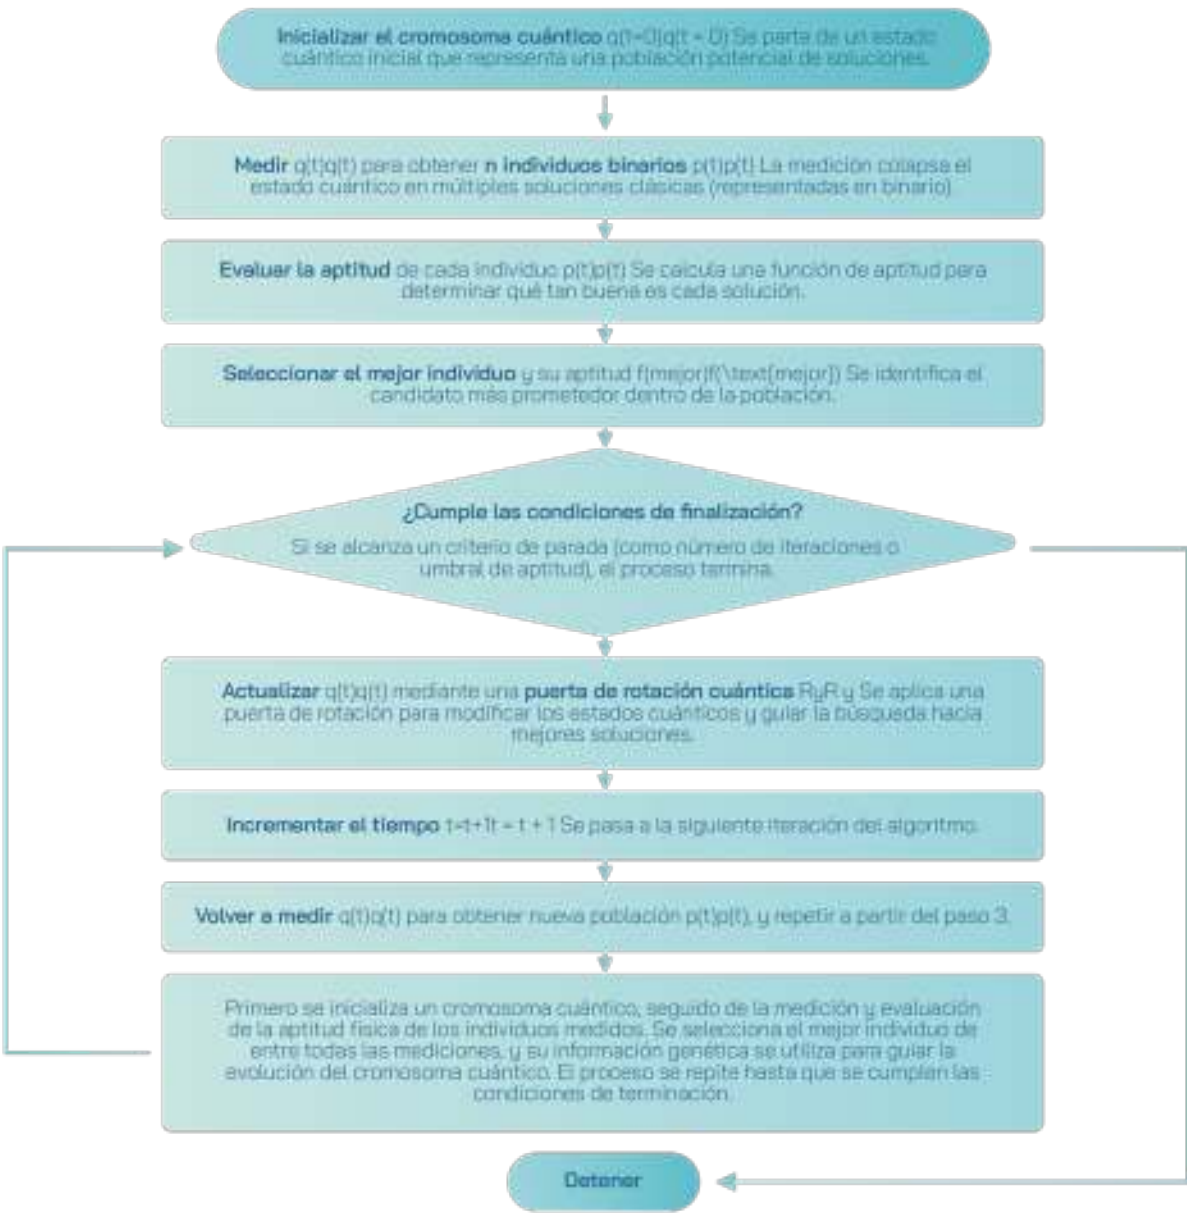 Inicializar el cromosoma cuántico q(t=0)q(t = 0) Se parte de un estado
cuántico inicial que representa una población potencial de soluciones.
Medir q(t)q(t) para obtener n individuos binarios p(t)p(t) La medición colapsa el
estado cuántico en múltiples soluciones clásicas (representadas en binario).
Evaluar la aptitud de cada individuo p(t)p(t) Se calcula una función de aptitud para
determinar qué tan buena es cada solución.
Seleccionar el mejor individuo y su aptitud f(mejor)f(\text{mejor}) Se identifica el
candidato más prometedor dentro de la población.
¿Cumple las condiciones de finalización?
Si se alcanza un criterio de parada (como número de iteraciones o
umbral de aptitud), el proceso termina.
Actualizar q(t)q(t) mediante una puerta de rotación cuántica RyR y Se aplica una
puerta de rotación para modificar los estados cuánticos y guiar la búsqueda hacia
mejores soluciones.
Incrementar el tiempo t=t+1t = t + 1 Se pasa a la siguiente iteración del algoritmo.
Volver a medir q(t)q(t) para obtener nueva población p(t)p(t), y repetir a partir del paso 3.
Primero se inicializa un cromosoma cuántico, seguido de la medición y evaluación
de la aptitud física de los individuos medidos. Se selecciona el mejor individuo de
entre todas las mediciones, y su información genética se utiliza para guiar la
evolución del cromosoma cuántico. El proceso se repite hasta que se cumplen las
condiciones de terminación.
Detener